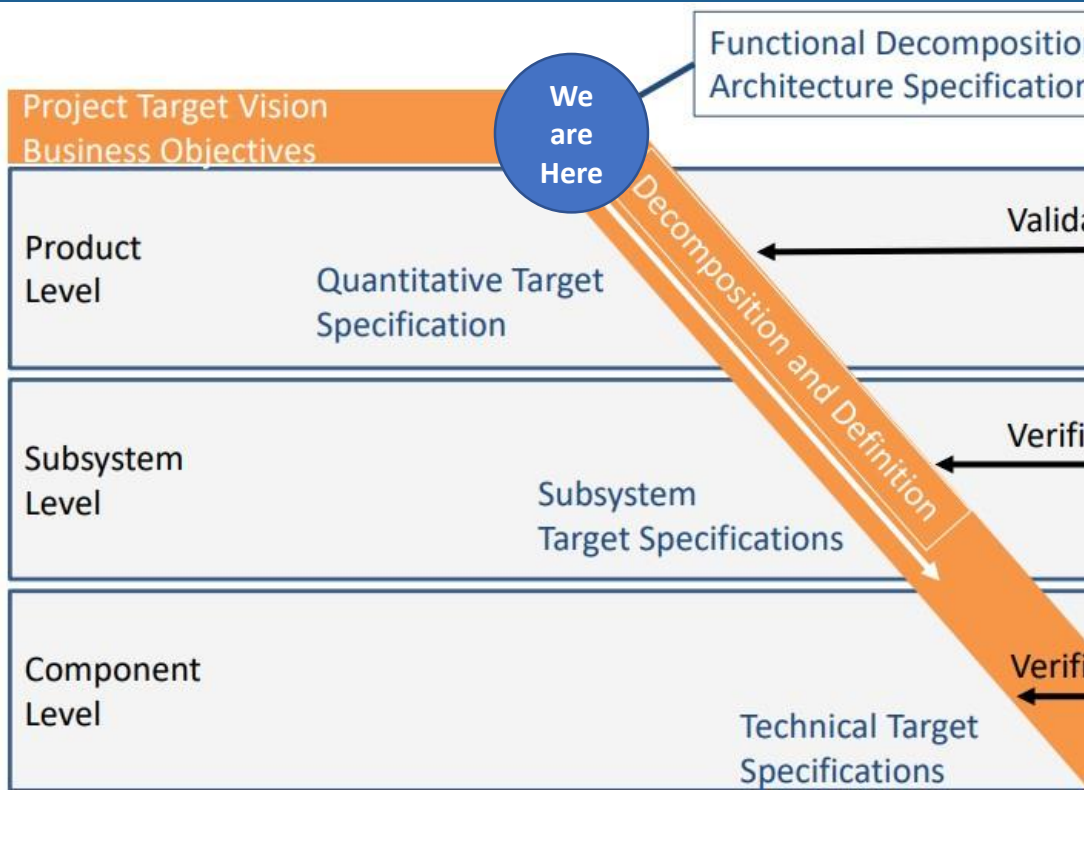 Functional Decompositio
Architecture Specification
We
are
Here
Project Target Vision
Business Objectives
Decomposition and Definition
Product
Level
Quantitative Target
Specification
Valida
Subsystem
Level
Subsystem
Target Specifications
Verifi
Component
Level
Technical Target
Specifications
Verifi